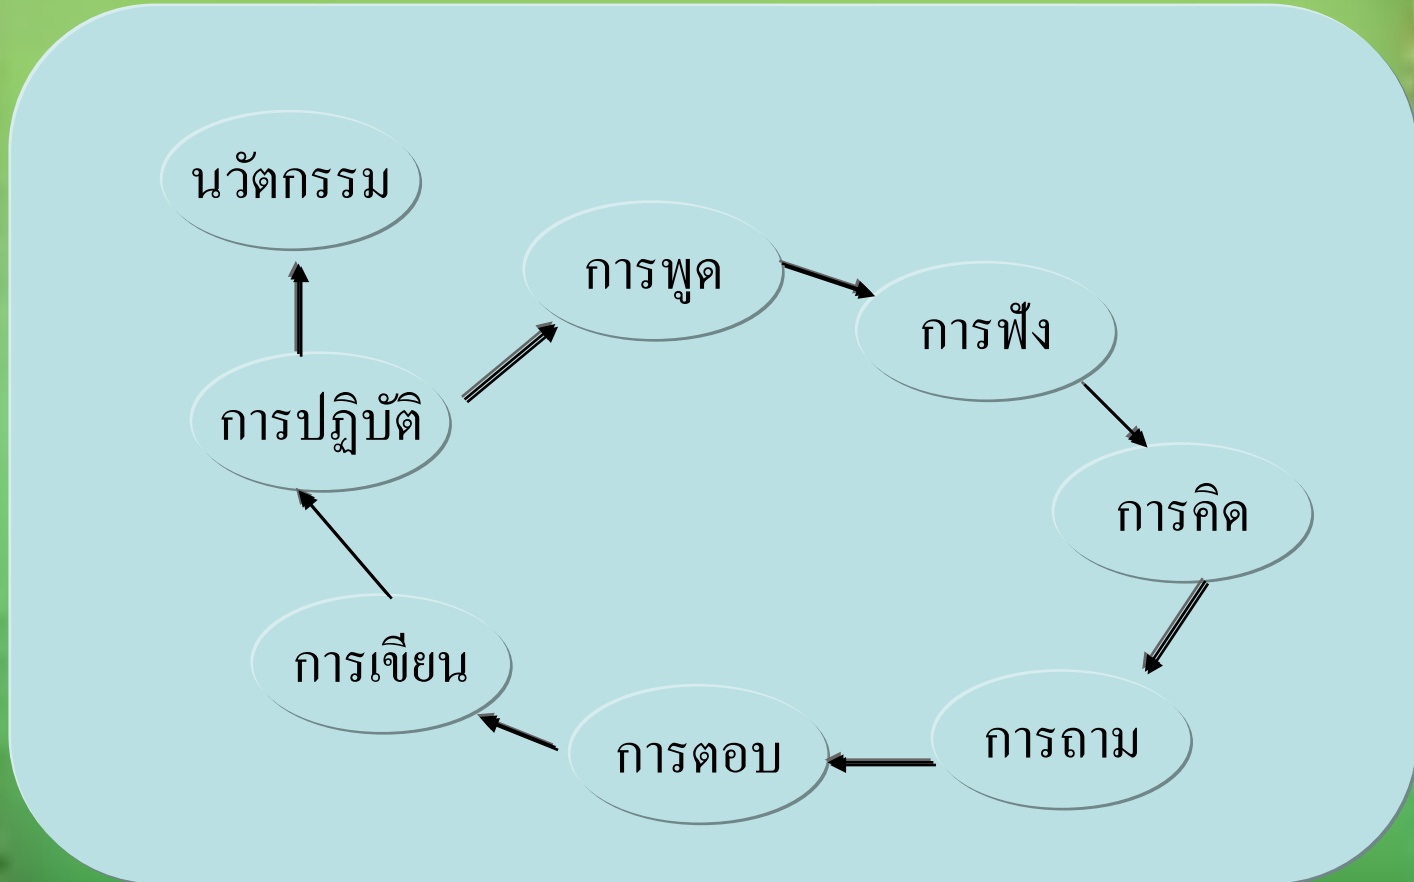 นวัตกรรม
การพูด
การฟัง
การปฏิบัติ
การคิด
การเขียน
การถาม
การตอบ